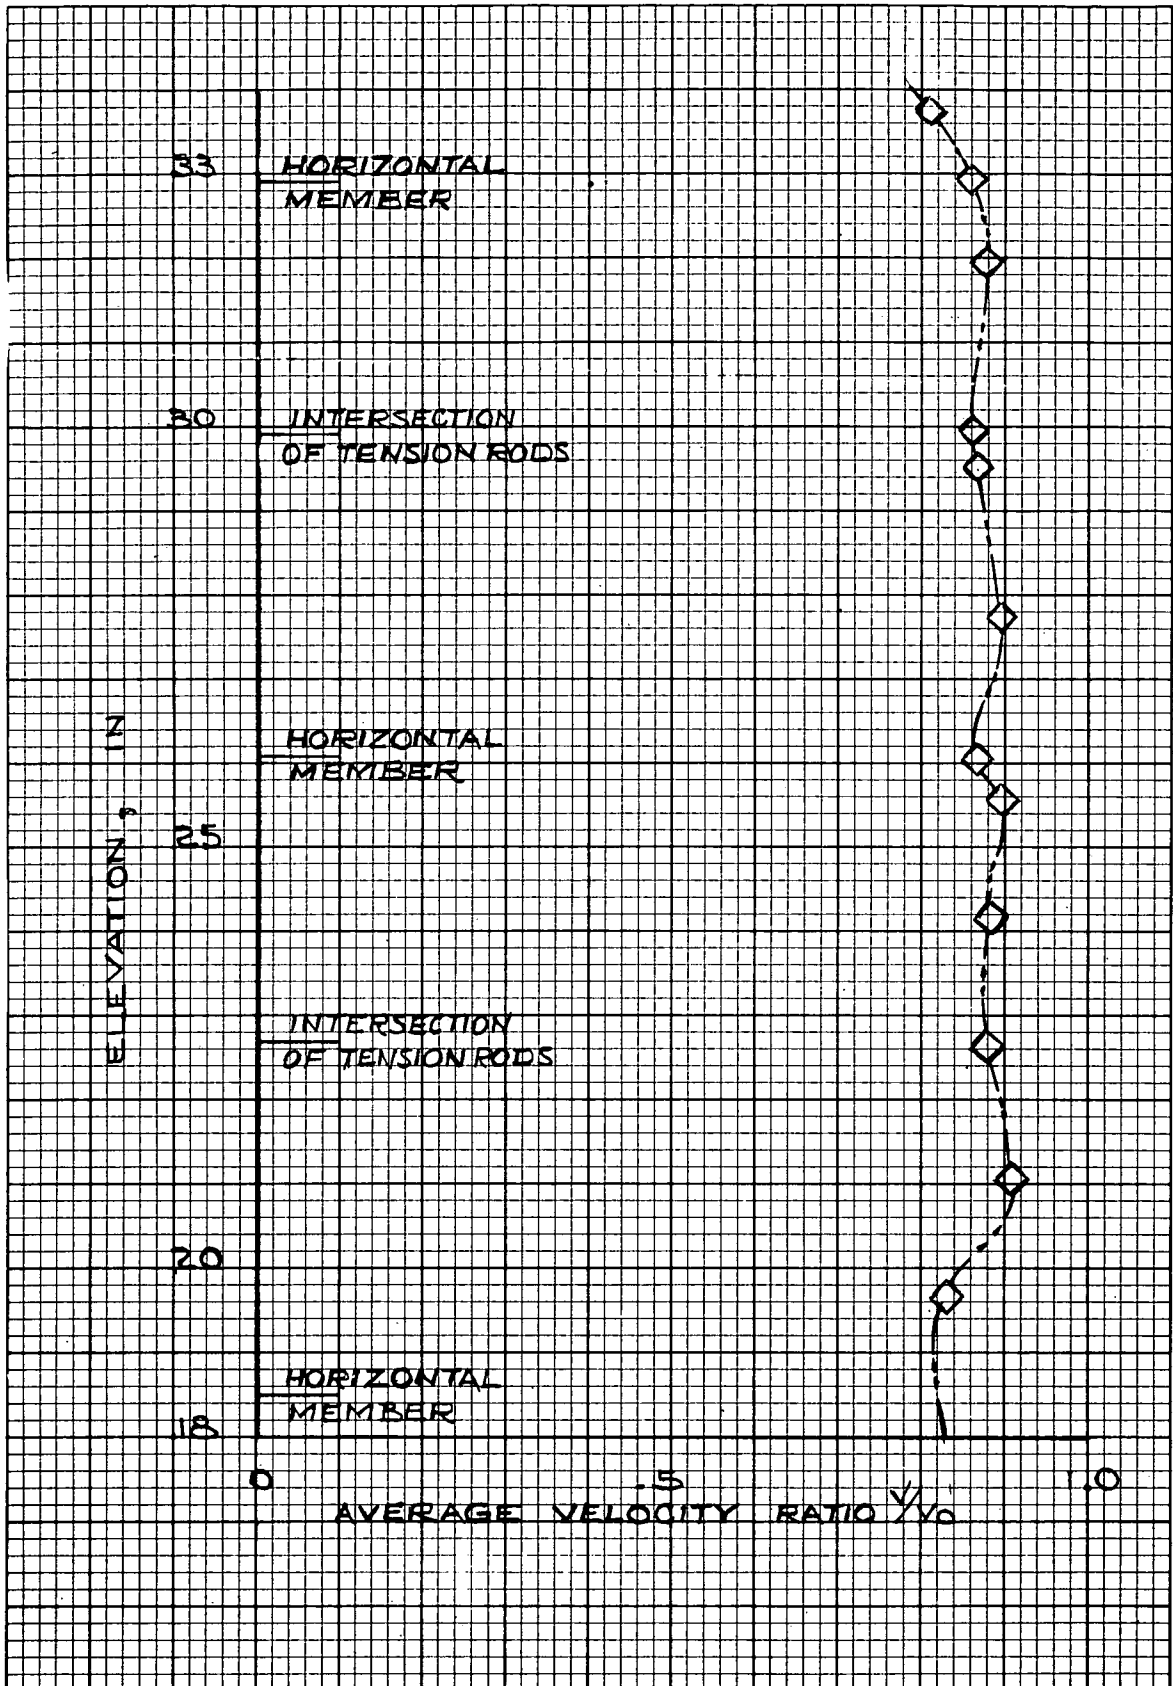 33
HORIZONTAL
MEMBER
30
INTERSECTION
OF TENSION RODS
HORIZONTAL
MEMBER
ELEVATION, IN
25
INTERSECTION
OF TENSION RODS
20
HORIZONTAL
MEMBER
18
0 .5 1.0
AVERAGE VELOCITY RATIO V/Vo